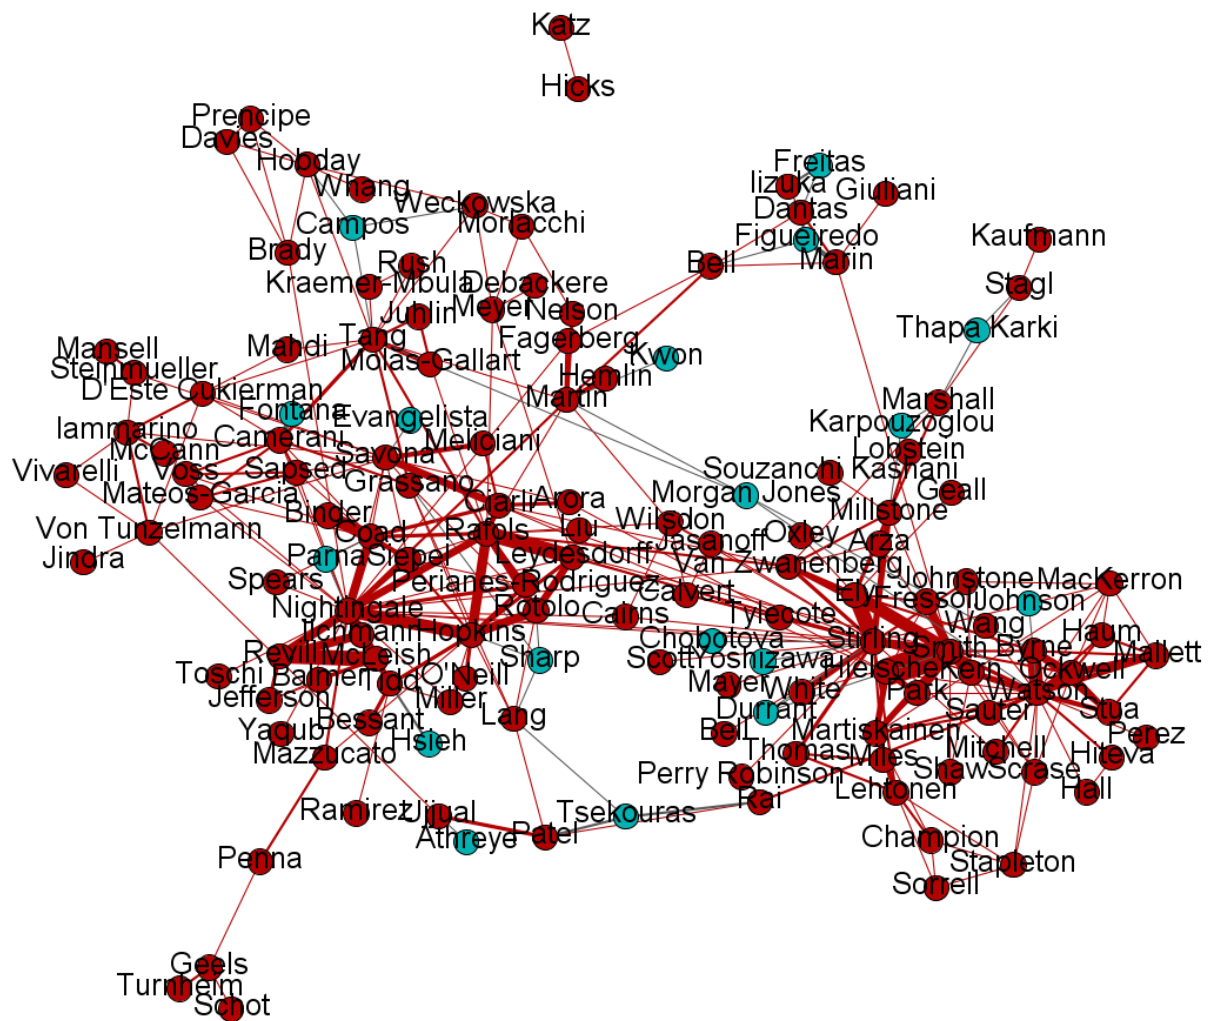 Katz
Hicks
Prencipe
Davies
Hobday
Whang
Campos
Weckowska
Morlacchi
Brady
Rush
Kraemer-Mbula
Juhlin
Debackere
Meyer
Nelson
Tang
Fagerberg
Molas-Gallart
Mahdi
Kwon
Hemlin
Martin
Freitas
Iizuka
Giuliani
Dantas
Figueiredo
Bell
Marin
Kaufmann
Stagl
Thapa Karki
Marshall
Karpouzoglou
Lobstein
Mansell
Steinmueller
D'Este Cukierman
Fontana
Evangelista
Iammarino
Camerani
Meliciani
McCann
Savona
Vivarelli
Voss
Sapsed
Grassano
Mateos-Garcia
Souzanchi Kashani
Geall
Morgan Jones
Millstone
Ciarli
Arora
Binder
Von Tunzelmann
Coad
Rafols
Liu
Wilsdon
Jasanoff
Oxley
Arza
Jindra
Parna
Siepel
Leydesdorff
Van Zwanenberg
Spears
Perianes-Rodriguez
Calvert
Ely
Fressoli
Johnstone
MacKerron
Johnson
Nightingale
Rotolo
Cairns
Tylecote
Wang
Ilchmann
Hopkins
Chobotova
Stirling
Smith
Byrne
Haum
Revill
McLeish
Sharp
Scott
Yoshizawa
Kern
Ockwell
Mallett
Toschi
Balmer
Tidd
O'Neill
Mayer
White
Park
Watson
Jefferson
Miller
Lang
Durrant
Sauter
Stua
Yaqub
Bessant
Hsieh
Bell
Martiskainen
Perez
Mazzucato
Thomas
Miles
Mitchell
Hiteva
Perry Robinson
Shaw
Scrase
Rai
Lehtonen
Hall
Ramirez
Ujjual
Tsekouras
Athreye
Patel
Champion
Penna
Stapleton
Sorrell
Geels
Turnheim
Schot